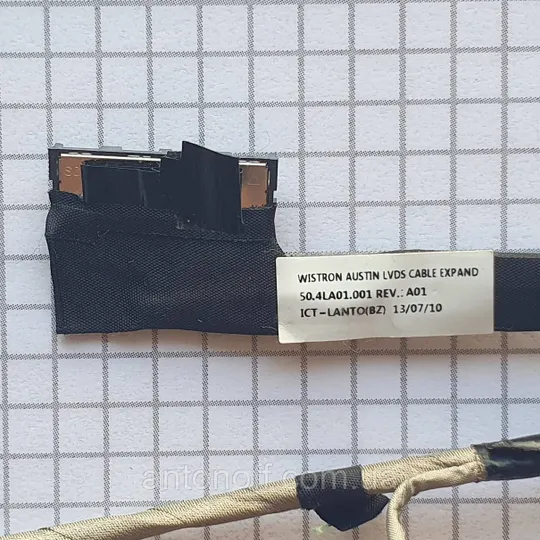 WISTRON AUSTIN LVDS CABLE EXPAND
50.4LA01.001 REV.: A01
ICT-LANTO(BZ) 13/07/10
antonoff.com.ua